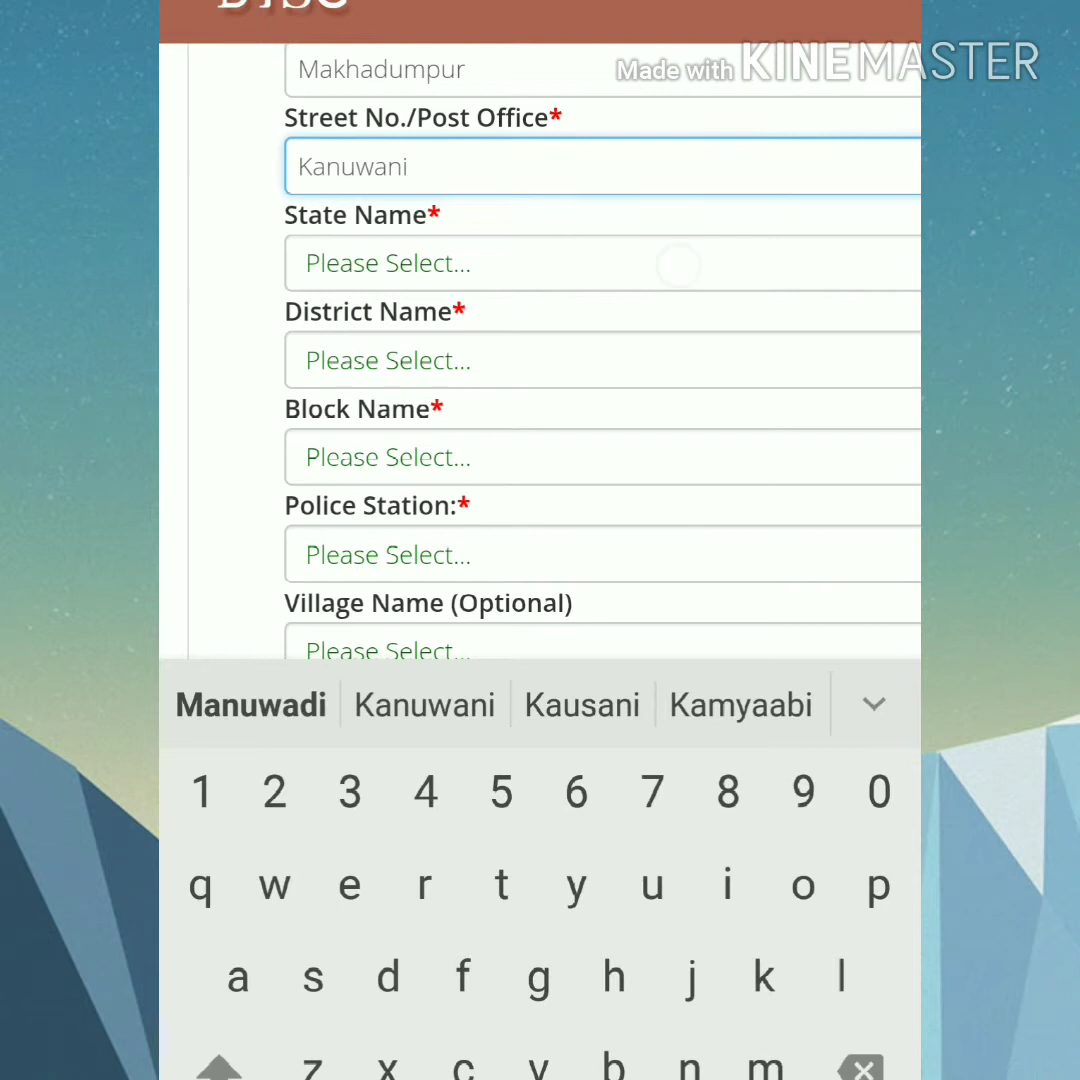 Made with KINEMASTER
Makhadumpur
Street No./Post Office*
Kanuwani
State Name*
Please Select...
District Name*
Please Select...
Block Name*
Please Select...
Police Station:*
Please Select...
Village Name (Optional)
Please Select...
Manuwadi Kanuwani Kausani Kamyaabi
1 2 3 4 5 6 7 8 9 0
q w e r t y u i o p
a s d f g h j k l
z x c v b n m